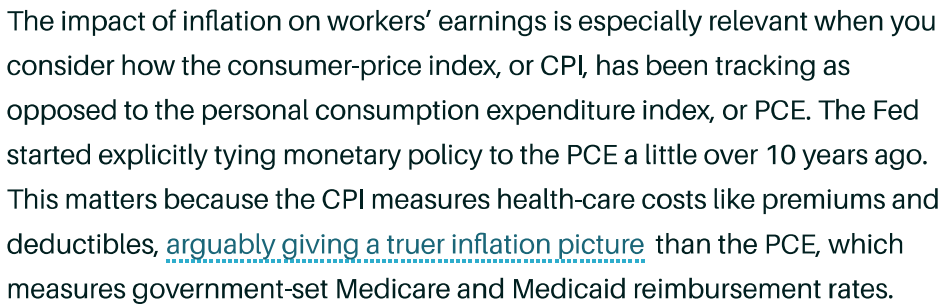 The impact of inflation on workers’ earnings is especially relevant when you
consider how the consumer-price index, or CPI, has been tracking as
opposed to the personal consumption expenditure index, or PCE. The Fed
started explicitly tying monetary policy to the PCE a little over 10 years ago.
This matters because the CPI measures health-care costs like premiums and
deductibles, arguably giving a truer inflation picture than the PCE, which
measures government-set Medicare and Medicaid reimbursement rates.